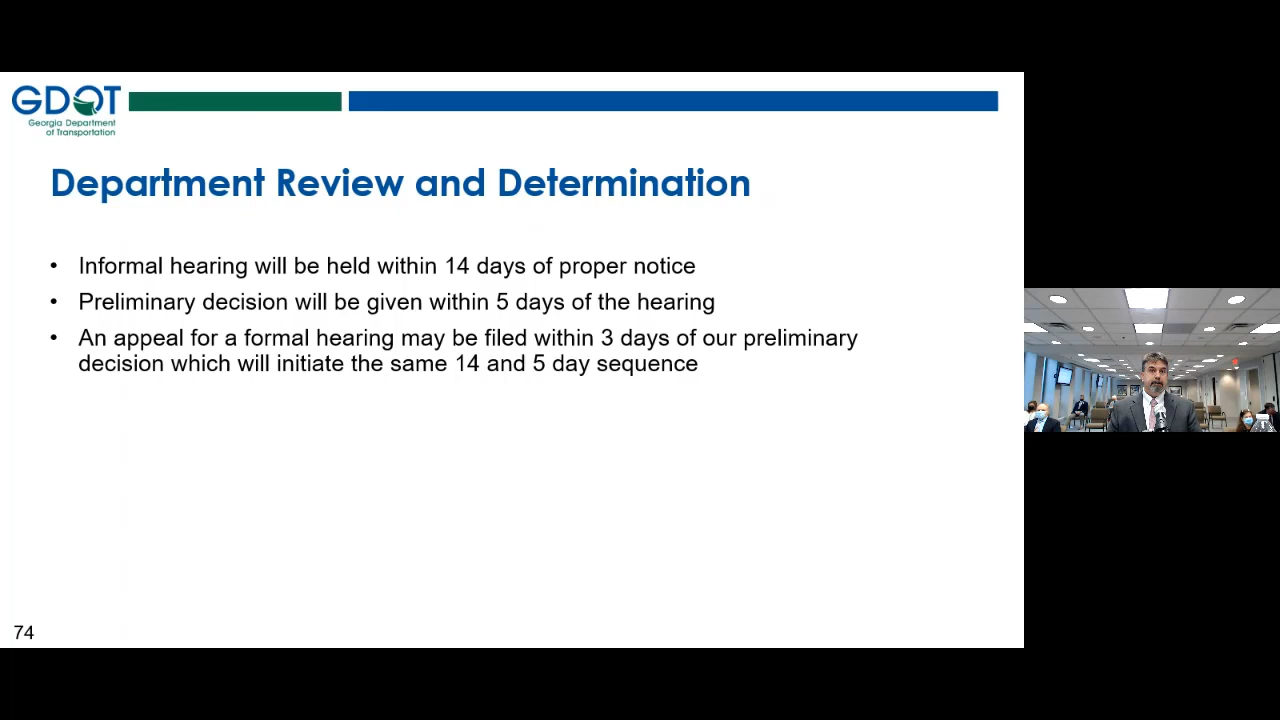 GDOT
Georgia Department
of Transportation
Department Review and Determination
• Informal hearing will be held within 14 days of proper notice
• Preliminary decision will be given within 5 days of the hearing
• An appeal for a formal hearing may be filed within 3 days of our preliminary
decision which will initiate the same 14 and 5 day sequence
74